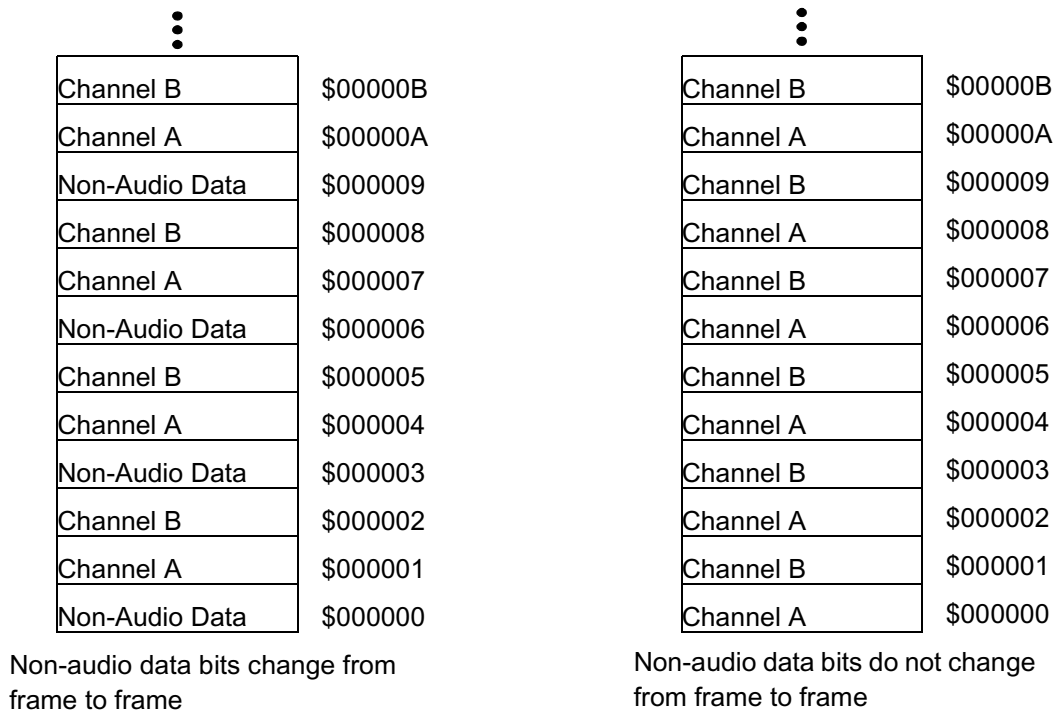 Channel B $00000B
Channel A $00000A
Non-Audio Data $000009
Channel B $000008
Channel A $000007
Non-Audio Data $000006
Channel B $000005
Channel A $000004
Non-Audio Data $000003
Channel B $000002
Channel A $000001
Non-Audio Data $000000
Non-audio data bits change from
frame to frame
Channel B $00000B
Channel A $00000A
Channel B $000009
Channel A $000008
Channel B $000007
Channel A $000006
Channel B $000005
Channel A $000004
Channel B $000003
Channel A $000002
Channel B $000001
Channel A $000000
Non-audio data bits do not change
from frame to frame